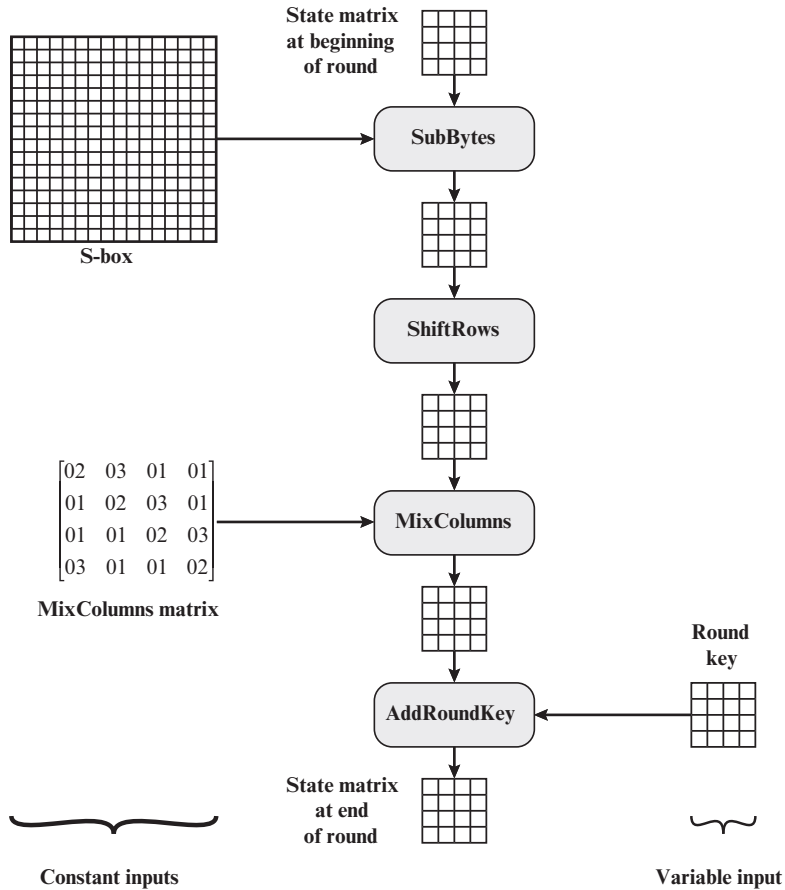 State matrix
at beginning
of round
SubBytes
S-box
ShiftRows
02 03 01 01
01 02 03 01
01 01 02 03
03 01 01 02
MixColumns
MixColumns matrix
Round
key
AddRoundKey
State matrix
at end
of round
Constant inputs
Variable input